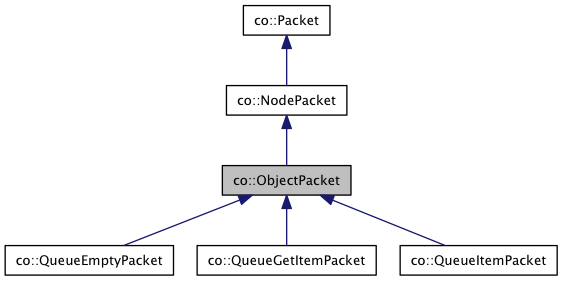 co::Packet
co::NodePacket
co::ObjectPacket
co::QueueEmptyPacket
co::QueueGetItemPacket
co::QueueItemPacket